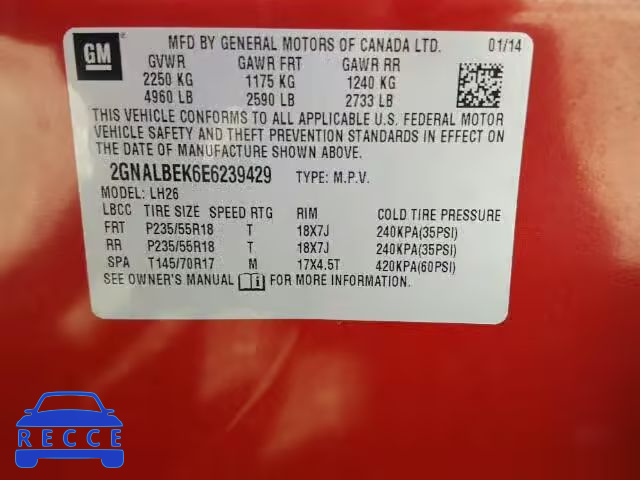 GM
MFD BY GENERAL MOTORS OF CANADA LTD. 01/14
GVWR GAWR FRT GAWR RR
2250 KG 1175 KG 1240 KG
4960 LB 2590 LB 2733 LB
THIS VEHICLE CONFORMS TO ALL APPLICABLE U.S. FEDERAL MOTOR
VEHICLE SAFETY AND THEFT PREVENTION STANDARDS IN EFFECT ON
THE DATE OF MANUFACTURE SHOWN ABOVE.
2GNALBEK6E6239429 TYPE: M.P.V.
MODEL: LH26
LBCC TIRE SIZE SPEED RTG RIM COLD TIRE PRESSURE
FRT P235/55R18 T 18X7J 240KPA(35PSI)
RR P235/55R18 T 18X7J 240KPA(35PSI)
SPA T145/70R17 M 17X4.5T 420KPA(60PSI)
SEE OWNER'S MANUAL FOR MORE INFORMATION.
RECCE